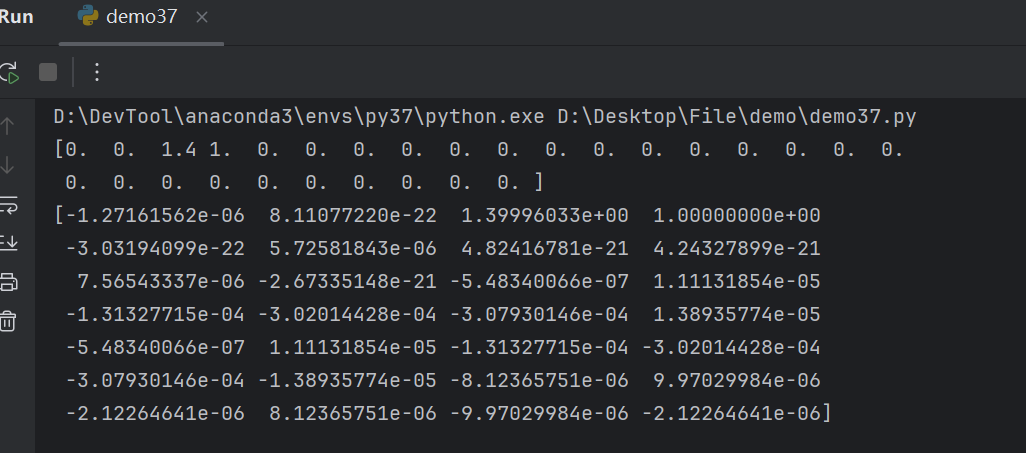 Run demo37
D:\DevTool\anaconda3\envs\py37\python.exe D:\Desktop\File\demo\demo37.py
[0.  0.  1.4 1.  0.  0.  0.  0.  0.  0.  0.  0.  0.  0.  0.  0.  0.  0.
 0.  0.  0.  0.  0.  0.  0.  0.  0.  0. ]
[-1.27161562e-06  8.11077220e-22  1.39996033e+00  1.00000000e+00
 -3.03194099e-22  5.72581843e-06  4.82416781e-21  4.24327899e-21
  7.56543337e-06 -2.67335148e-21 -5.48340066e-07  1.11131854e-05
 -1.31327715e-04 -3.02014428e-04 -3.07930146e-04  1.38935774e-05
 -5.48340066e-07  1.11131854e-05 -1.31327715e-04 -3.02014428e-04
 -3.07930146e-04 -1.38935774e-05 -8.12365751e-06  9.97029984e-06
 -2.12264641e-06  8.12365751e-06 -9.97029984e-06 -2.12264641e-06]